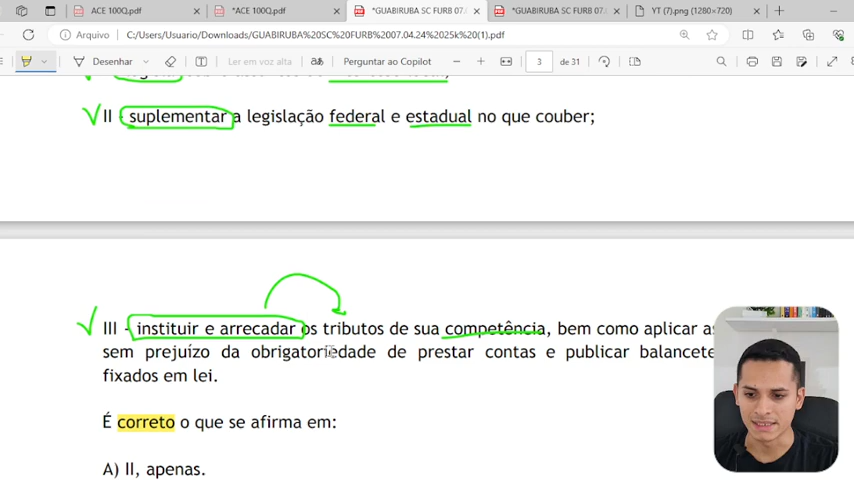 ACE 100Q.pdf
*ACE 100Q.pdf
*GUABIRUBA SC FURB 07.
*GUABIRUBA SC FURB 07.
YT (7).png (1280×720)
Arquivo C:/Users/Usuario/Downloads/GUABIRUBA%20SC%20FURB%2007.04.24%2025k%20(1).pdf
Desenhar Ler em voz alta Perguntar ao Copilot 3 de 31
II - suplementar a legislação federal e estadual no que couber;
III - instituir e arrecadar os tributos de sua competência, bem como aplicar
sem prejuízo da obrigatoriedade de prestar contas e publicar
fixados em lei.
É correto o que se afirma em:
A) II, apenas.